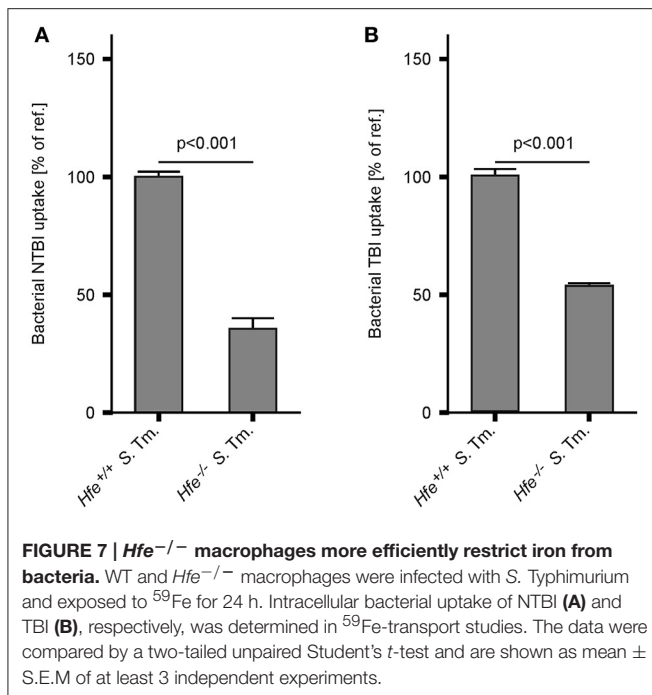 A
150
100
50
0
Bacterial NTBI uptake [% of ref.]
p<0.001
Hfe+/+ S. Tm.
Hfe-/- S. Tm.
B
150
100
50
0
Bacterial TBI uptake [% of ref.]
p<0.001
Hfe+/+ S. Tm.
Hfe-/- S. Tm.
FIGURE 7 | Hfe−/− macrophages more efficiently restrict iron from
bacteria. WT and Hfe−/− macrophages were infected with S. Typhimurium
and exposed to 59Fe for 24 h. Intracellular bacterial uptake of NTBI (A) and
TBI (B), respectively, was determined in 59Fe-transport studies. The data were
compared by a two-tailed unpaired Student's t-test and are shown as mean ±
S.E.M of at least 3 independent experiments.